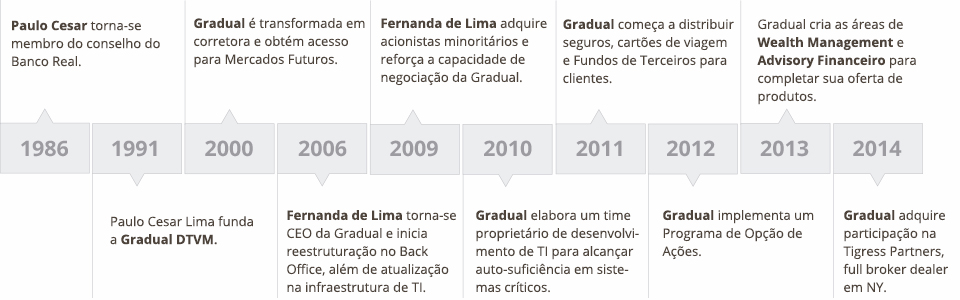 Paulo Cesar torna-se
membro do conselho do
Banco Real.
Gradual é transformada em
corretora e obtém acesso
para Mercados Futuros.
Fernanda de Lima adquire
acionistas minoritários e
reforça a capacidade de
negociação da Gradual.
Gradual começa a distribuir
seguros, cartões de viagem
e Fundos de Terceiros para
clientes.
Gradual cria as áreas de
Wealth Management e
Advisory Financeiro para
completar sua oferta de
produtos.
1986 1991 2000 2006 2009 2010 2011 2012 2013 2014
Paulo Cesar Lima funda
a Gradual DTVM.
Fernanda de Lima torna-se
CEO da Gradual e inicia
reestruturação no Back
Office, além de atualização
na infraestrutura de TI.
Gradual elabora um time
proprietário de desenvolvi-
mento de TI para alcançar
auto-suficiência em siste-
mas críticos.
Gradual implementa um
Programa de Opção de
Ações.
Gradual adquire
participação na
Tigress Partners,
full broker dealer
em NY.